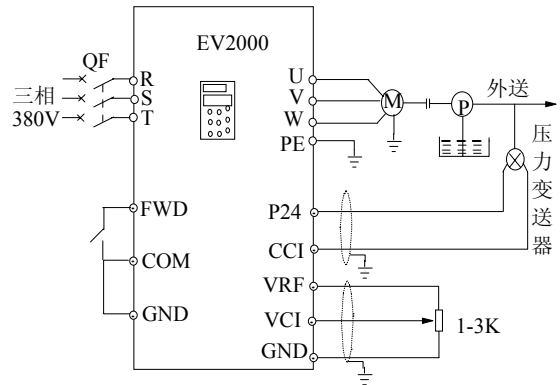 EV2000
QF
R
三相
S
380V
T
U
V
W
PE
M
P
外送
压力变送器
FWD
COM
GND
P24
CCI
VRF
VCI
GND
1-3K